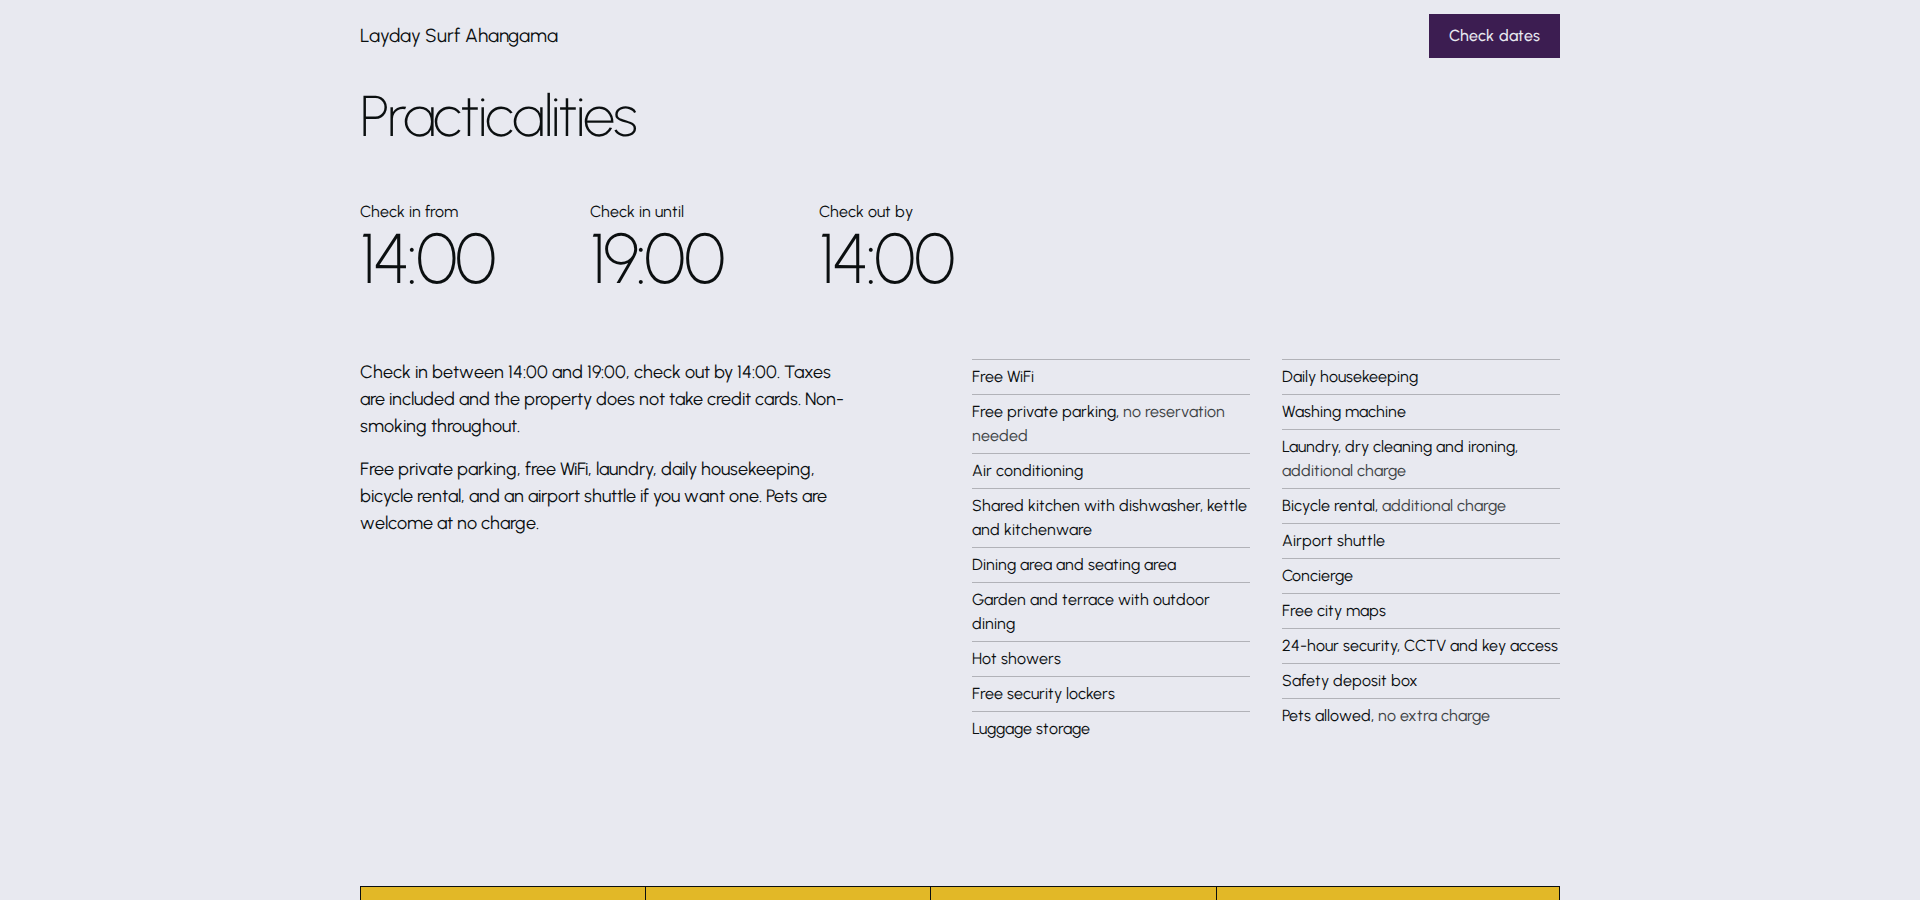 Layday Surf Ahangama
Check dates
Practicalities
Check in from
14:00
Check in until
19:00
Check out by
14:00
Check in between 14:00 and 19:00, check out by 14:00. Taxes
are included and the property does not take credit cards. Non-
smoking throughout.
Free private parking, free WiFi, laundry, daily housekeeping,
bicycle rental, and an airport shuttle if you want one. Pets are
welcome at no charge.
Free WiFi
Free private parking, no reservation
needed
Air conditioning
Shared kitchen with dishwasher, kettle
and kitchenware
Dining area and seating area
Garden and terrace with outdoor
dining
Hot showers
Free security lockers
Luggage storage
Daily housekeeping
Washing machine
Laundry, dry cleaning and ironing,
additional charge
Bicycle rental, additional charge
Airport shuttle
Concierge
Free city maps
24-hour security, CCTV and key access
Safety deposit box
Pets allowed, no extra charge